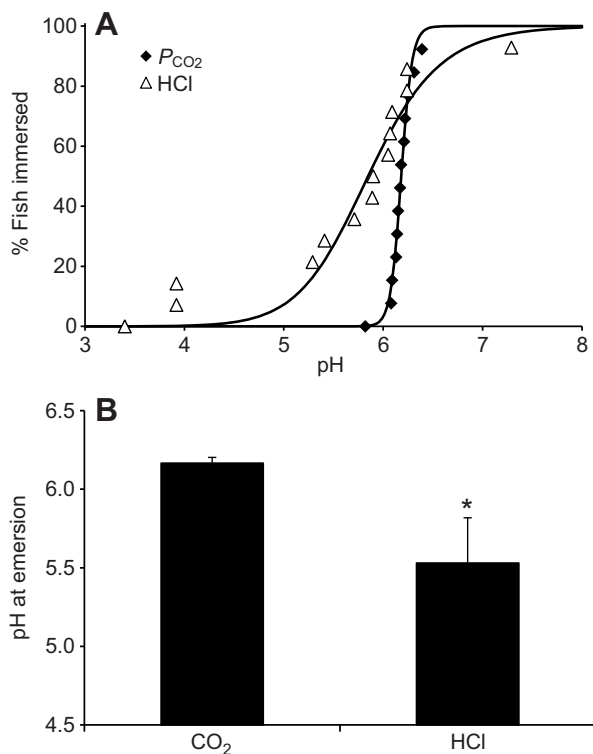 A
100
80
60
40
20
0
% Fish immersed
◆ P_CO2
△ HCl
3 4 5 6 7 8
pH
B
6.5
6.0
5.5
5.0
4.5
pH at emersion
*
CO2 HCl